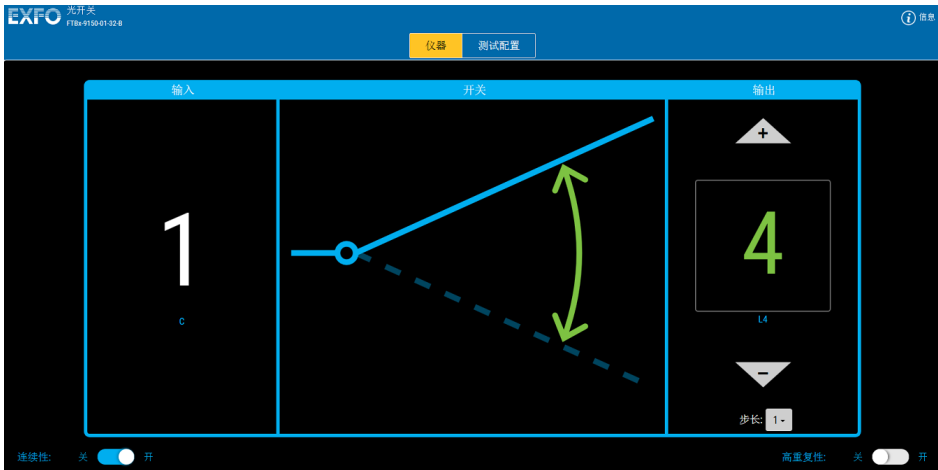 EXFO 光开关
FTBx-9150-01-32-B
信息
仪器 测试配置
输入 开关 输出
+
1
4
C
L4
-
步长: 1
连续性: 关 开
高重复性: 关 开